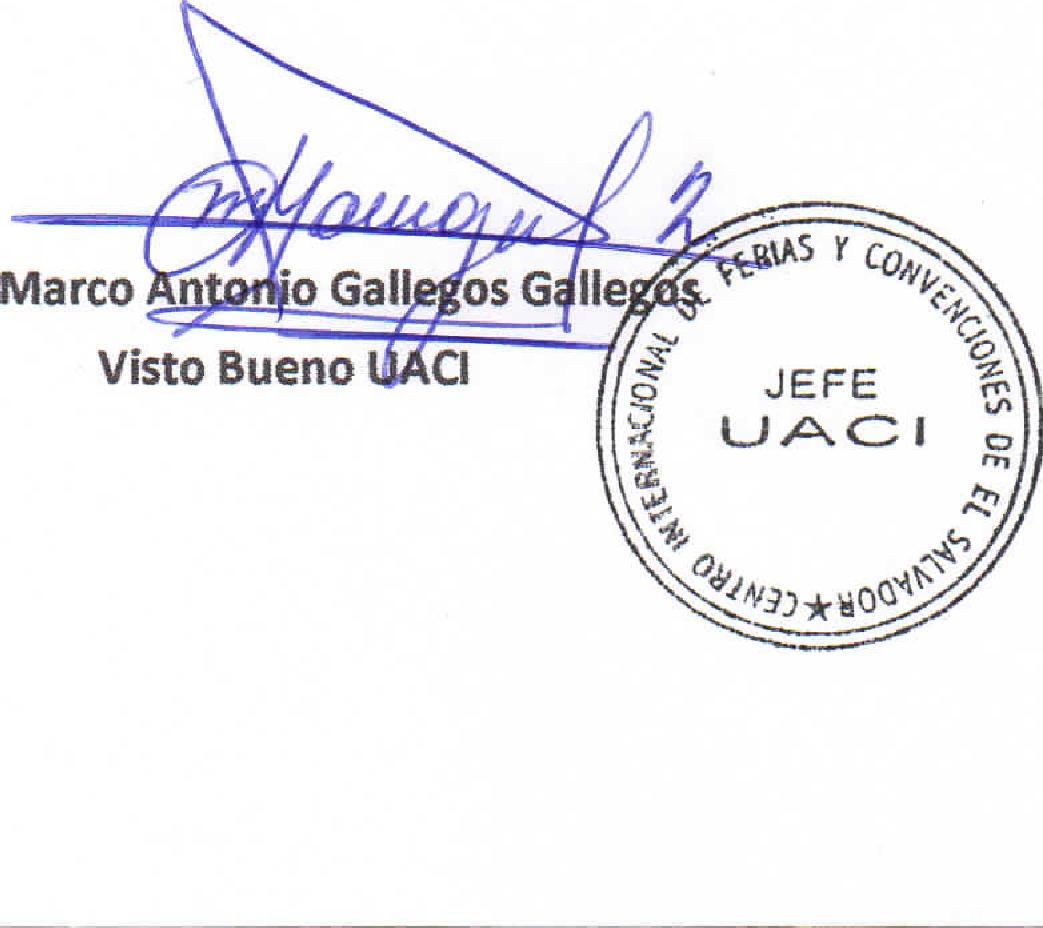 Marco Antonio Gallegos Gallegos
Visto Bueno UACI
CENTRO INTERNACIONAL DE FERIAS Y CONVENCIONES DE EL SALVADOR ★
JEFE
UACI